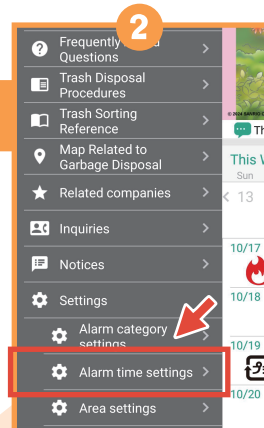 2
Frequently
Questions
Trash Disposal
Procedures
Trash Sorting
Reference
Map Related to
Garbage Disposal
Related companies
Inquiries
Notices
Settings
Alarm category
settings
Alarm time settings
Area settings
© 2024 SANRIO
Th
This W
Sun
13
10/17
10/18
10/19
10/20